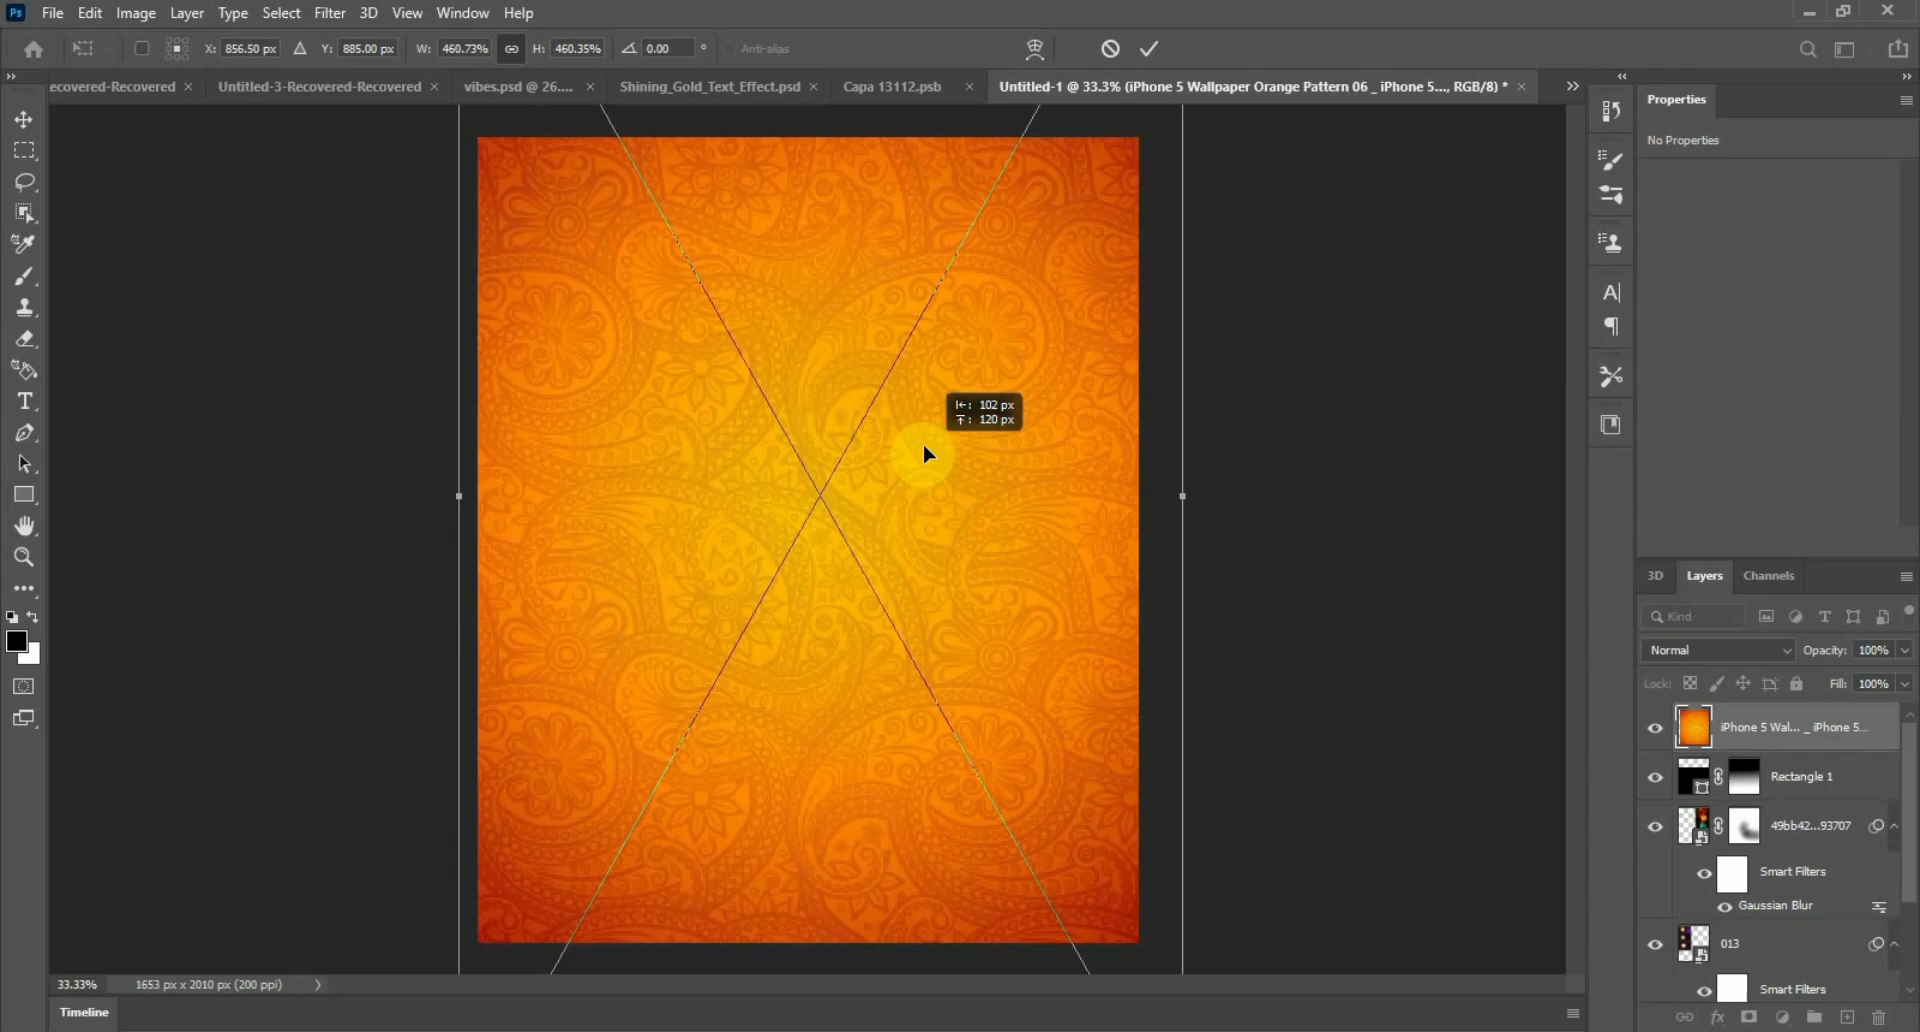 Ps File Edit Image Layer Type Select Filter 3D View Window Help
X: 856.50 px Y: 885.00 px W: 460.73% H: 460.35% 0.00 ° Anti-alias
ecovered-Recovered × Untitled-3-Recovered-Recovered × vibes.psd @ 26.... × Shining_Gold_Text_Effect.psd × Capa 13112.psb × Untitled-1 @ 33.3% (iPhone 5 Wallpaper Orange Pattern 06 _ iPhone 5..., RGB/8) * ×
Properties
No Properties
102 px
120 px
3D Layers Channels
Kind
Normal Opacity: 100%
Lock: Fill: 100%
iPhone 5 Wal... _ iPhone 5...
Rectangle 1
49bb42...93707
Smart Filters
Gaussian Blur
013
Smart Filters
33.33% 1653 px x 2010 px (200 ppi)
Timeline